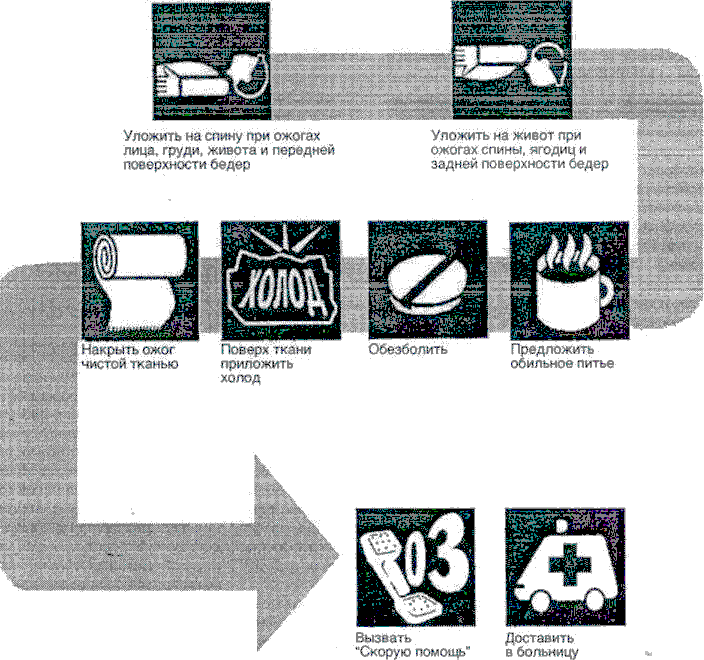 Уложить на спину при ожогах
лица, груди, живота и передней
поверхности бедер
Уложить на живот при
ожогах спины, ягодиц и
задней поверхности бедер
ХОЛОД
Накрыть ожог
чистой тканью
Поверх ткани
приложить
холод
Обезболить
Предложить
обильное питье
03
Вызвать
"Скорую помощь"
Доставить
в больницу